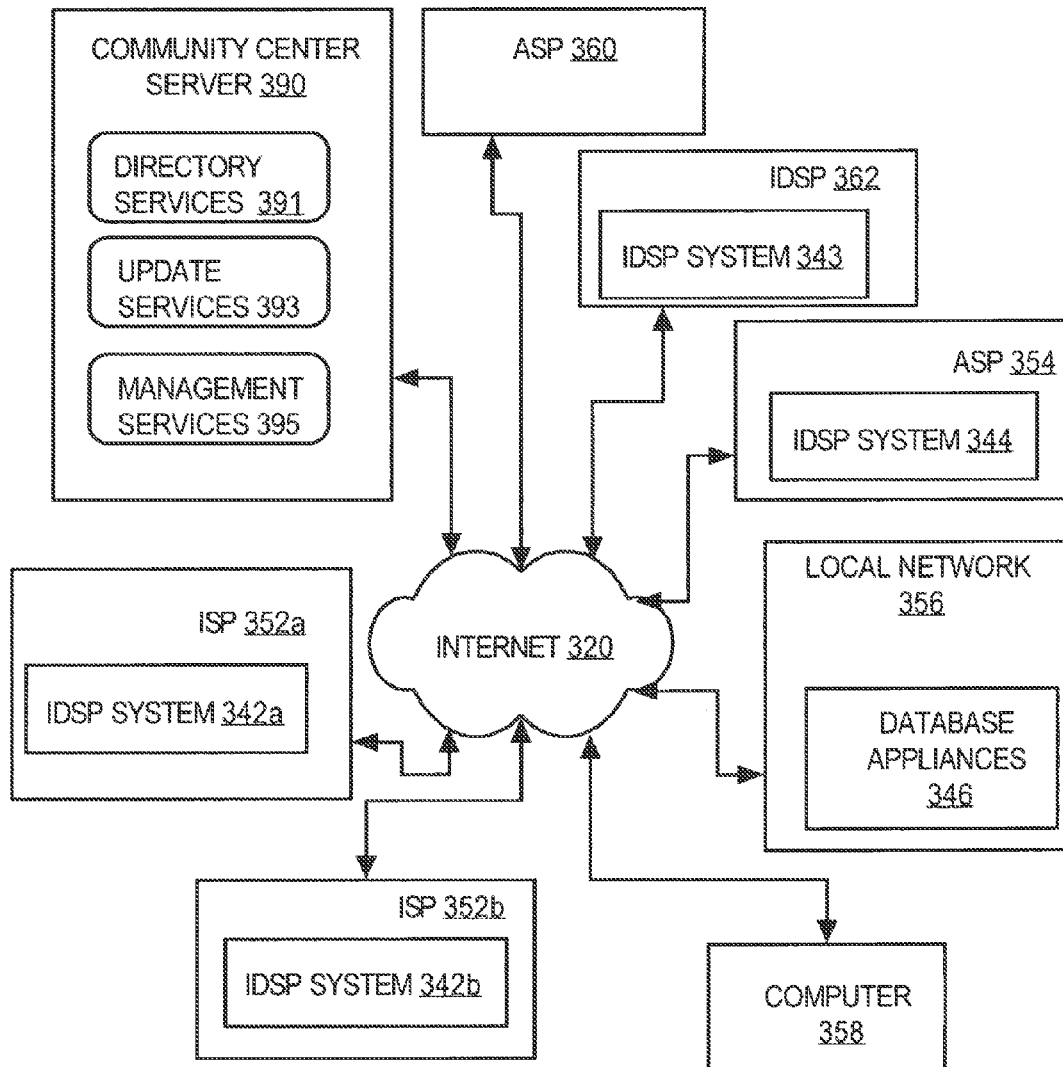 COMMUNITY CENTER
SERVER 390
DIRECTORY
SERVICES 391
UPDATE
SERVICES 393
MANAGEMENT
SERVICES 395
ASP 360
IDSP 362
IDSP SYSTEM 343
ASP 354
IDSP SYSTEM 344
LOCAL NETWORK
356
DATABASE
APPLIANCES
346
INTERNET 320
ISP 352a
IDSP SYSTEM 342a
ISP 352b
IDSP SYSTEM 342b
COMPUTER
358